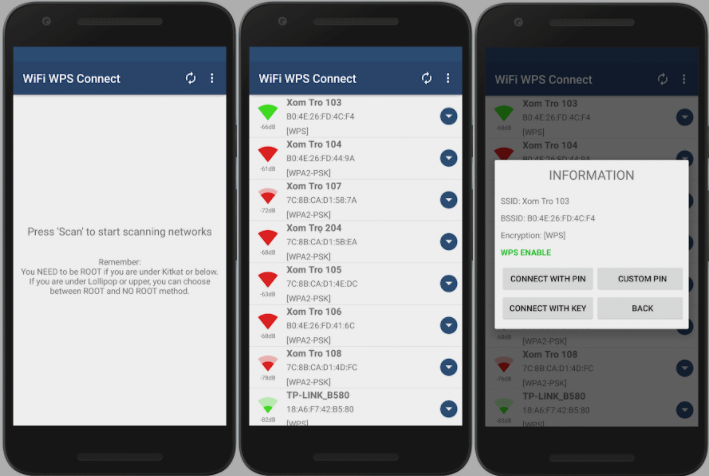 WiFi WPS Connect
Press 'Scan' to start scanning networks
Remember:
You NEED to be ROOT if you are under Kitkat or below.
If you are under Lollipop or upper, you can choose
between ROOT and NO ROOT method.
WiFi WPS Connect
Xom Tro 103
B0:4E:26:FD:4C:F4
-66dB
[WPS]
Xom Tro 104
B0:4E:26:FD:44:9A
-61dB
[WPA2-PSK]
Xom Tro 107
7C:8B:CA:D1:5B:7A
-72dB
[WPA2-PSK]
Xom Trọ 204
7C:8B:CA:D1:5B:EA
-68dB
[WPA2-PSK]
Xom Tro 105
7C:8B:CA:D1:4E:DC
-63dB
[WPA2-PSK]
Xom Tro 106
B0:4E:26:FD:41:6C
-68dB
[WPA2-PSK]
Xom Tro 108
7C:8B:CA:D1:4D:FC
-78dB
[WPA2-PSK]
TP-LINK_B580
18:A6:F7:42:B5:80
-82dB
[WPS]
WiFi WPS Connect
Xom Tro 103
B0:4E:26:FD:4C:F4
[WPS]
Xom Tro 104
B0:4E:26:FD:44:9A
INFORMATION
SSID: Xom Tro 103
BSSID: B0:4E:26:FD:4C:F4
Encryption: [WPS]
WPS ENABLE
CONNECT WITH PIN
CUSTOM PIN
CONNECT WITH KEY
BACK
[WPA2-PSK]
Xom Tro 108
7C:8B:CA:D1:4D:FC
[WPA2-PSK]
TP-LINK_B580
18:A6:F7:42:B5:80
[WPS]